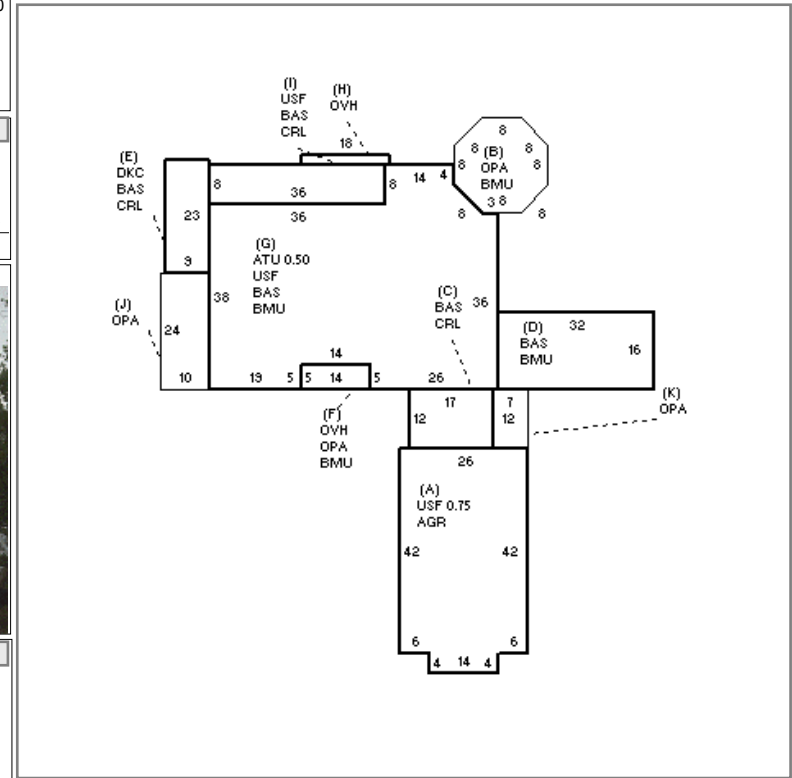 (I)
USF
BAS
CRL
(H)
OVH
18
(E)
DKC
BAS
CRL
8
36
8
14
4
8
8
8
(B)
8
8
OPA
BMU
3 8
8
8
36
23
9
(G)
ATU 0.50
USF
BAS
BMU
38
36
(C)
BAS
CRL
(D)
BAS
BMU
32
16
(J)
OPA
24
10
14
19
5
5
14
5
26
(F)
OVH
OPA
BMU
17
12
7
12
(K)
OPA
26
(A)
USF 0.75
AGR
42
42
6
6
4
14
4